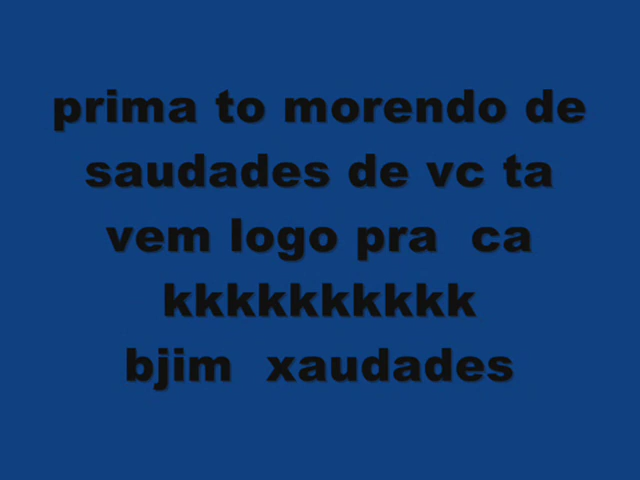 prima to morendo de
saudades de vc ta
vem logo pra  ca
kkkkkkkkkk
bjim  xaudades